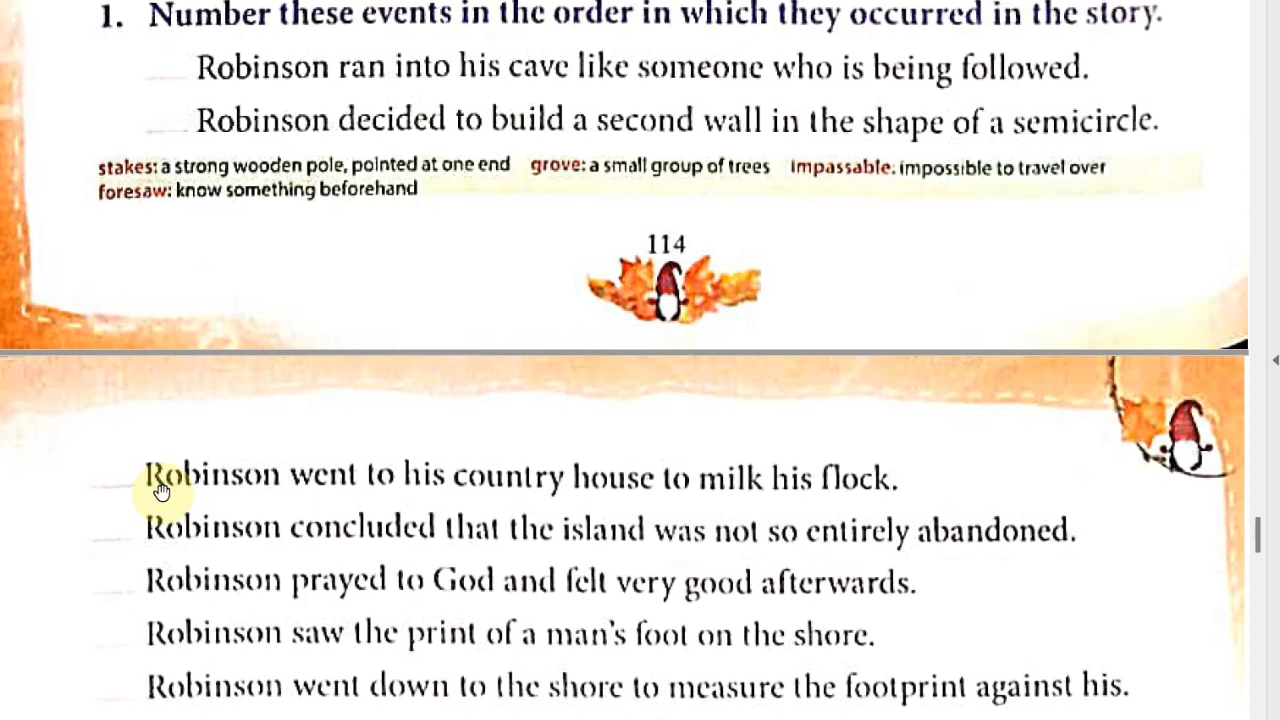 1. Number these events in the order in which they occurred in the story.
Robinson ran into his cave like someone who is being followed.
Robinson decided to build a second wall in the shape of a semicircle.
stakes: a strong wooden pole, pointed at one end grove: a small group of trees impassable: impossible to travel over
foresaw: know something beforehand
114
Robinson went to his country house to milk his flock.
Robinson concluded that the island was not so entirely abandoned.
Robinson prayed to God and felt very good afterwards.
Robinson saw the print of a man's foot on the shore.
Robinson went down to the shore to measure the footprint against his.